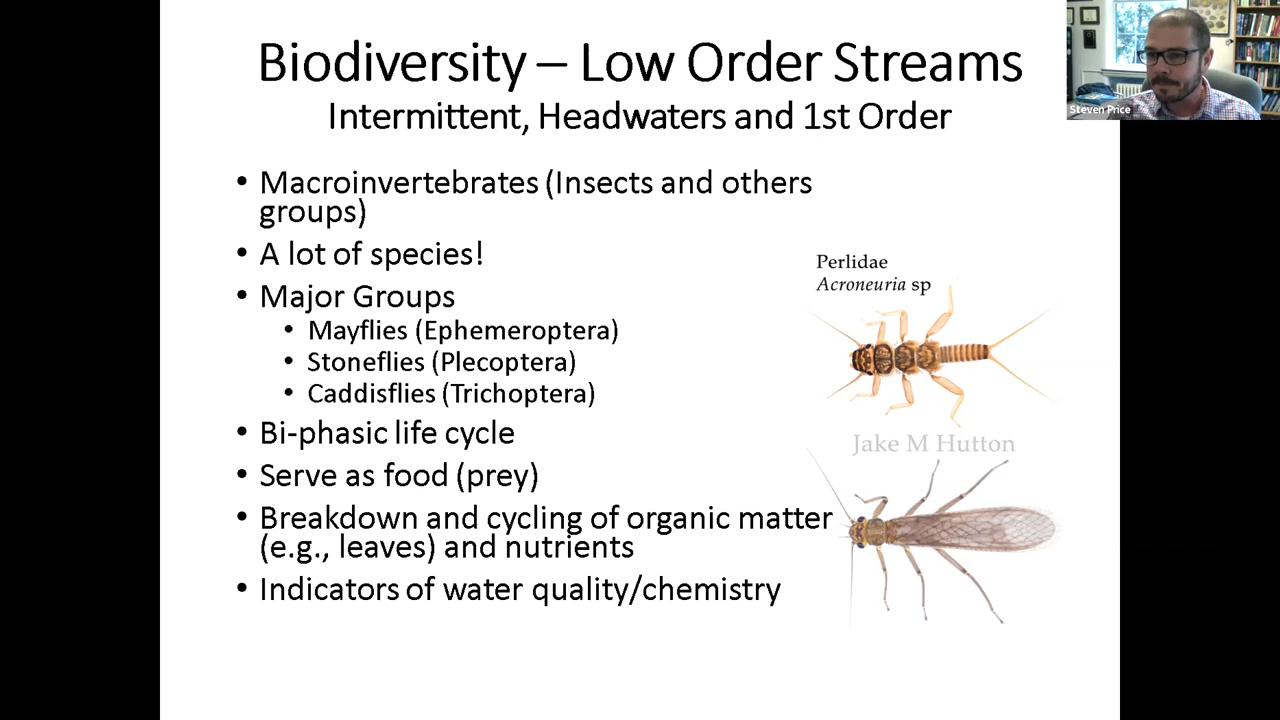 Biodiversity – Low Order Streams
Intermittent, Headwaters and 1st Order
Steven Price
• Macroinvertebrates (Insects and others
groups)
• A lot of species!
• Major Groups
• Mayflies (Ephemeroptera)
• Stoneflies (Plecoptera)
• Caddisflies (Trichoptera)
• Bi-phasic life cycle
• Serve as food (prey)
• Breakdown and cycling of organic matter
(e.g., leaves) and nutrients
• Indicators of water quality/chemistry
Perlidae
Acroneuria sp
Jake M Hutton